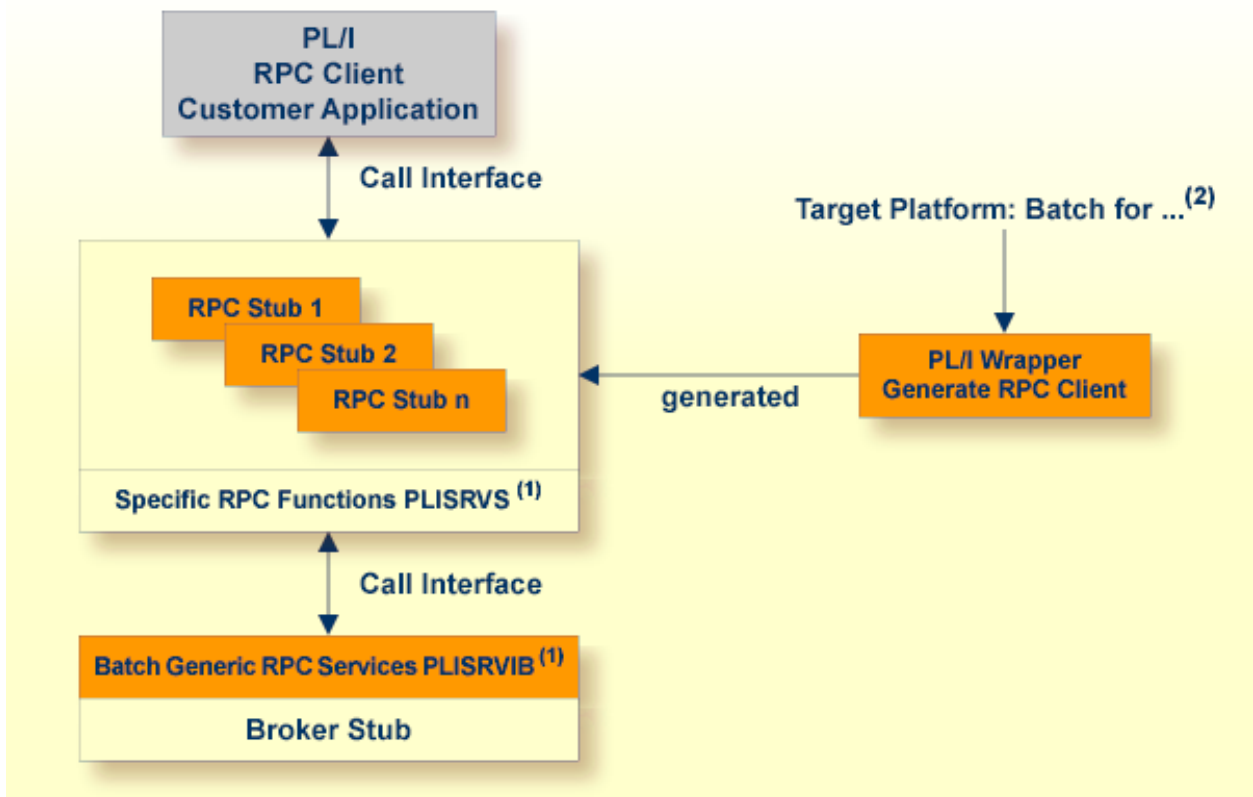 PL/I
RPC Client
Customer Application
Call Interface
Target Platform: Batch for ...(2)
RPC Stub 1
RPC Stub 2
RPC Stub n
PL/I Wrapper
Generate RPC Client
generated
Specific RPC Functions PLISRVS (1)
Call Interface
Batch Generic RPC Services PLISRVIB (1)
Broker Stub